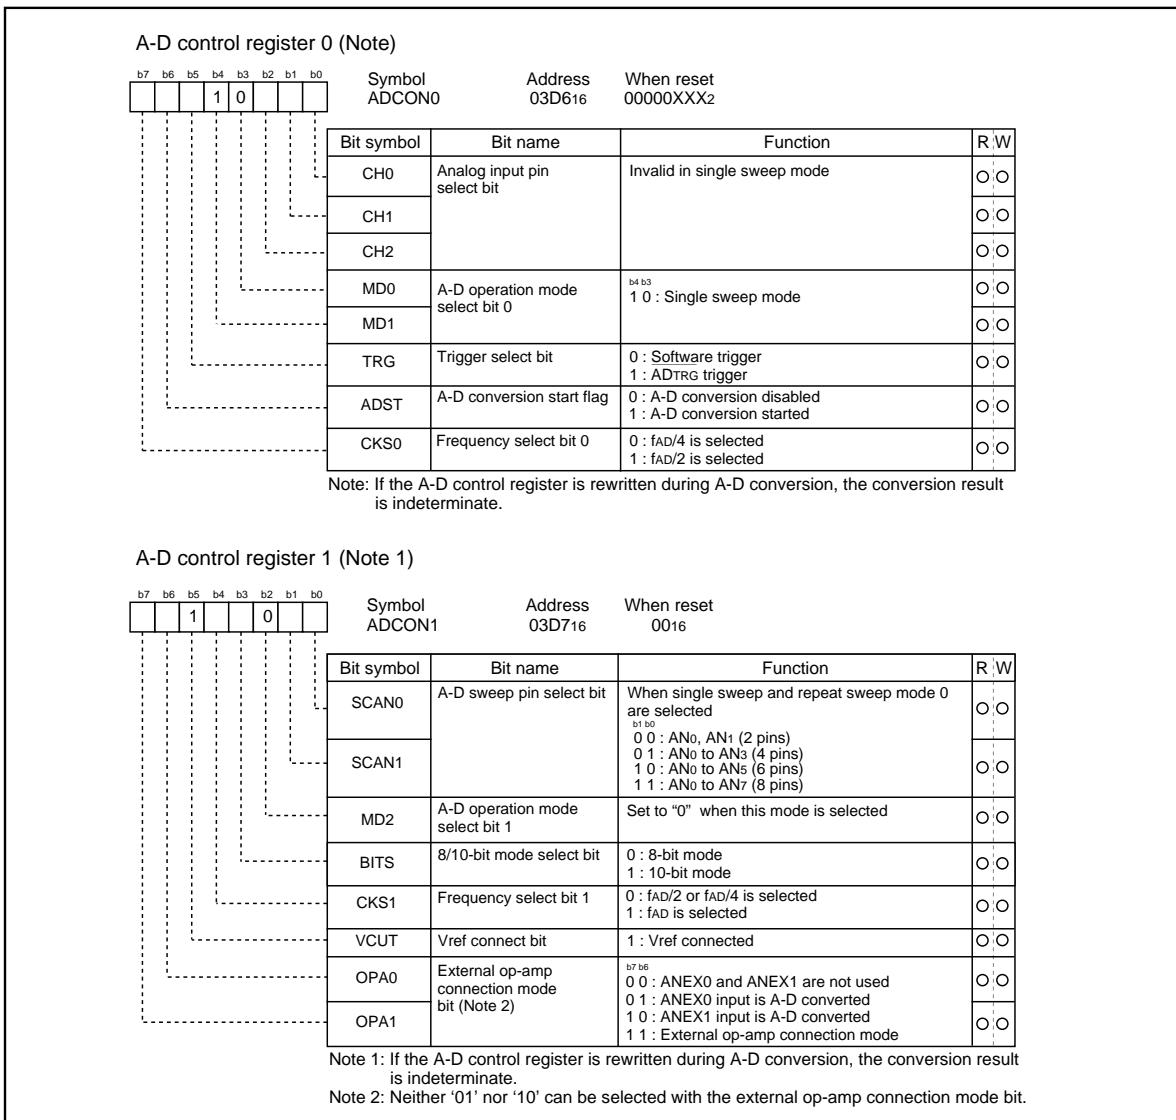 A-D control register 0 (Note)
b7 b6 b5 b4 b3 b2 b1 b0
1 0
Symbol Address When reset
ADCON0 03D616 00000XXX2
Bit symbol Bit name Function R W
CH0 Analog input pin select bit Invalid in single sweep mode
CH1
CH2
MD0 A-D operation mode select bit 0
b4 b3
1 0 : Single sweep mode
MD1
TRG Trigger select bit 0 : Software trigger
1 : ADTRG trigger
ADST A-D conversion start flag 0 : A-D conversion disabled
1 : A-D conversion started
CKS0 Frequency select bit 0 0 : fAD/4 is selected
1 : fAD/2 is selected
Note: If the A-D control register is rewritten during A-D conversion, the conversion result
is indeterminate.
A-D control register 1 (Note 1)
b7 b6 b5 b4 b3 b2 b1 b0
1 0
Symbol Address When reset
ADCON1 03D716 0016
Bit symbol Bit name Function R W
SCAN0 A-D sweep pin select bit When single sweep and repeat sweep mode 0
are selected
b1 b0
0 0 : AN0, AN1 (2 pins)
0 1 : AN0 to AN3 (4 pins)
SCAN1 1 0 : AN0 to AN5 (6 pins)
1 1 : AN0 to AN7 (8 pins)
MD2 A-D operation mode select bit 1 Set to “0” when this mode is selected
BITS 8/10-bit mode select bit 0 : 8-bit mode
1 : 10-bit mode
CKS1 Frequency select bit 1 0 : fAD/2 or fAD/4 is selected
1 : fAD is selected
VCUT Vref connect bit 1 : Vref connected
OPA0 External op-amp connection mode bit (Note 2)
b7 b6
0 0 : ANEX0 and ANEX1 are not used
0 1 : ANEX0 input is A-D converted
OPA1 1 0 : ANEX1 input is A-D converted
1 1 : External op-amp connection mode
Note 1: If the A-D control register is rewritten during A-D conversion, the conversion result
is indeterminate.
Note 2: Neither ‘01’ nor ‘10’ can be selected with the external op-amp connection mode bit.